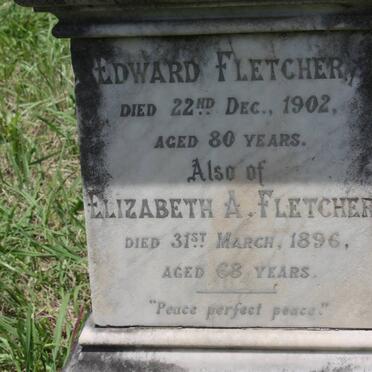 EDWARD FLETCHER,
DIED 22ND DEC., 1902,
AGED 80 YEARS.
Also of
ELIZABETH A. FLETCHER
DIED 31ST MARCH, 1896,
AGED 68 YEARS.
"Peace perfect peace."